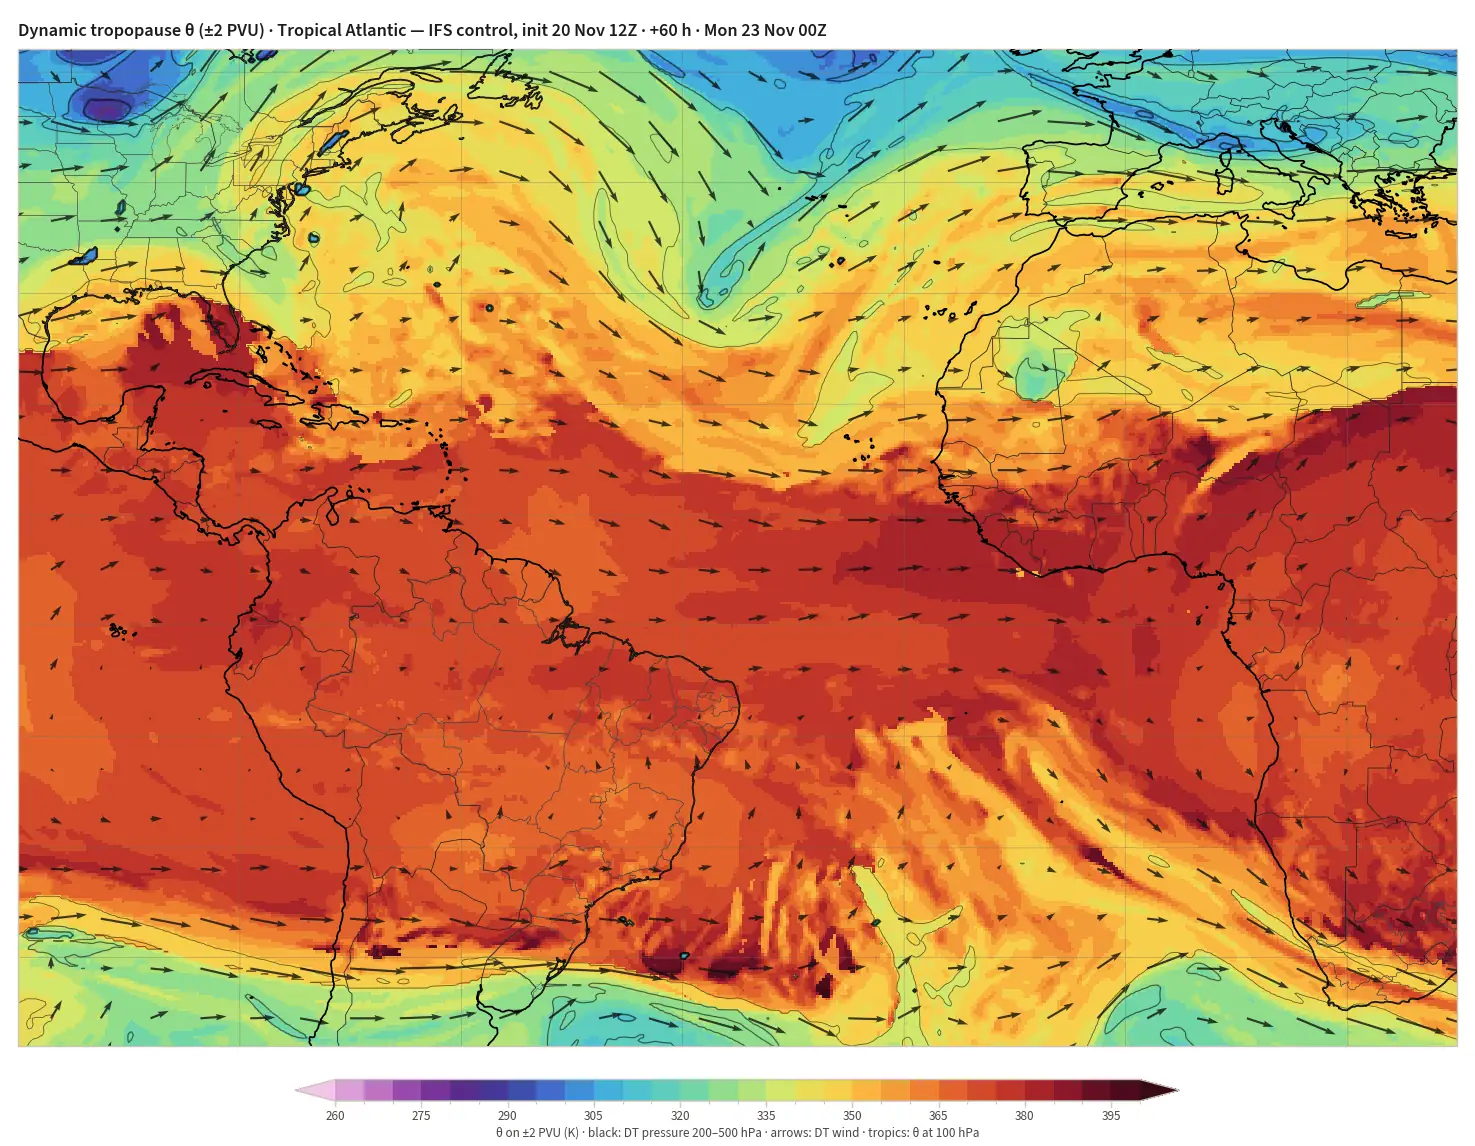 Dynamic tropopause θ (±2 PVU) · Tropical Atlantic — IFS control, init 20 Nov 12Z · +60 h · Mon 23 Nov 00Z
260 275 290 305 320 335 350 365 380 395
θ on ±2 PVU (K) · black: DT pressure 200–500 hPa · arrows: DT wind · tropics: θ at 100 hPa